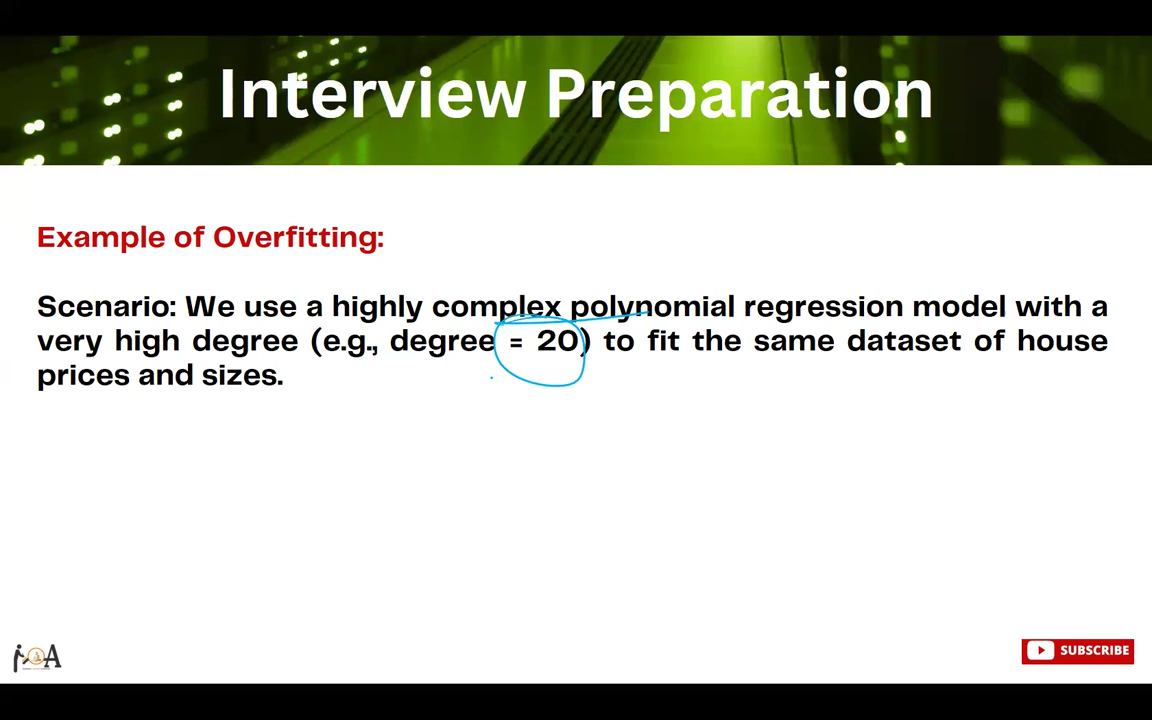 Interview Preparation
Example of Overfitting:
Scenario: We use a highly complex polynomial regression model with a
very high degree (e.g., degree = 20) to fit the same dataset of house
prices and sizes.
SUBSCRIBE